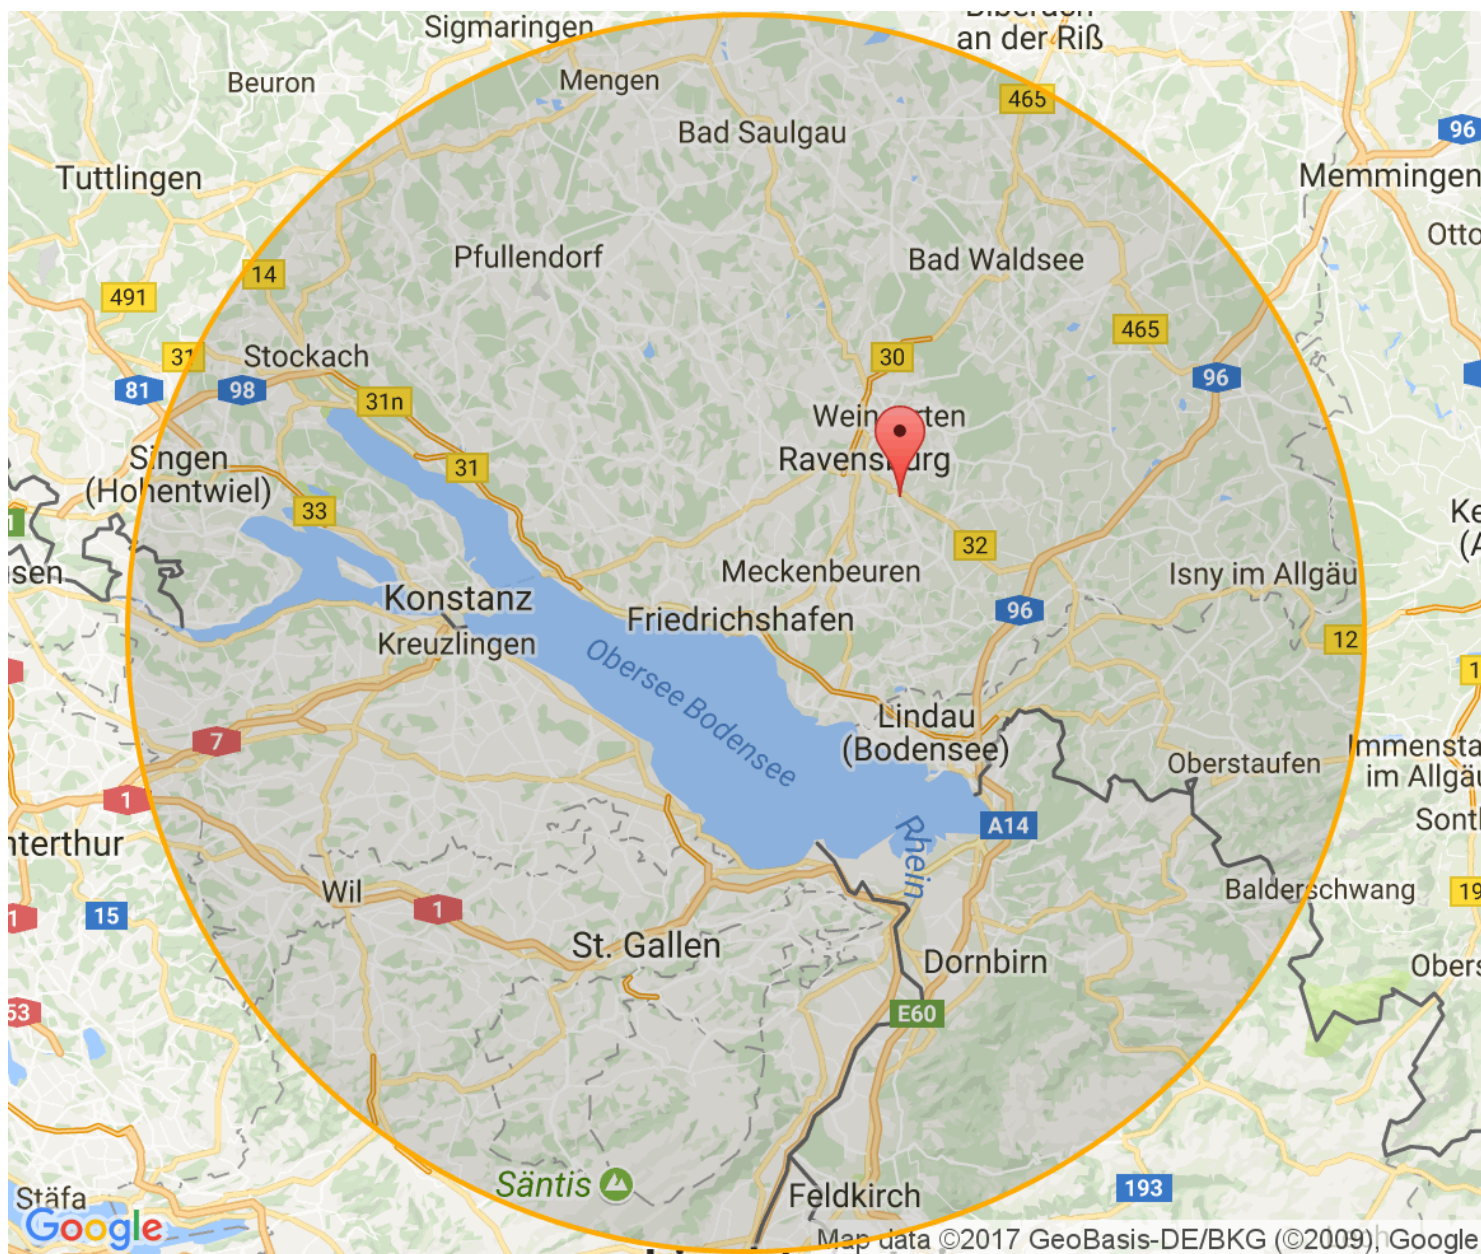 Sigmaringen
an der Riß
Beuron
Mengen
465
Bad Saulgau
96
Tuttlingen
Memmingen
Pfullendorf
Bad Waldsee
14
491
465
31
Stockach
30
81
98
31n
96
Ravensburg
Singen
(Hohentwiel)
31
33
32
Meckenbeuren
Isny im Allgäu
Konstanz
96
Friedrichshafen
Kreuzlingen
12
Obersee Bodensee
Lindau
(Bodensee)
7
Oberstaufen
im Allgäu
1
A14
Rhein
Wil
Balderschwang
1
15
St. Gallen
Dornbirn
E60
Säntis
Feldkirch
193
Stäfa
Google
Map data ©2017 GeoBasis-DE/BKG (©2009), Google